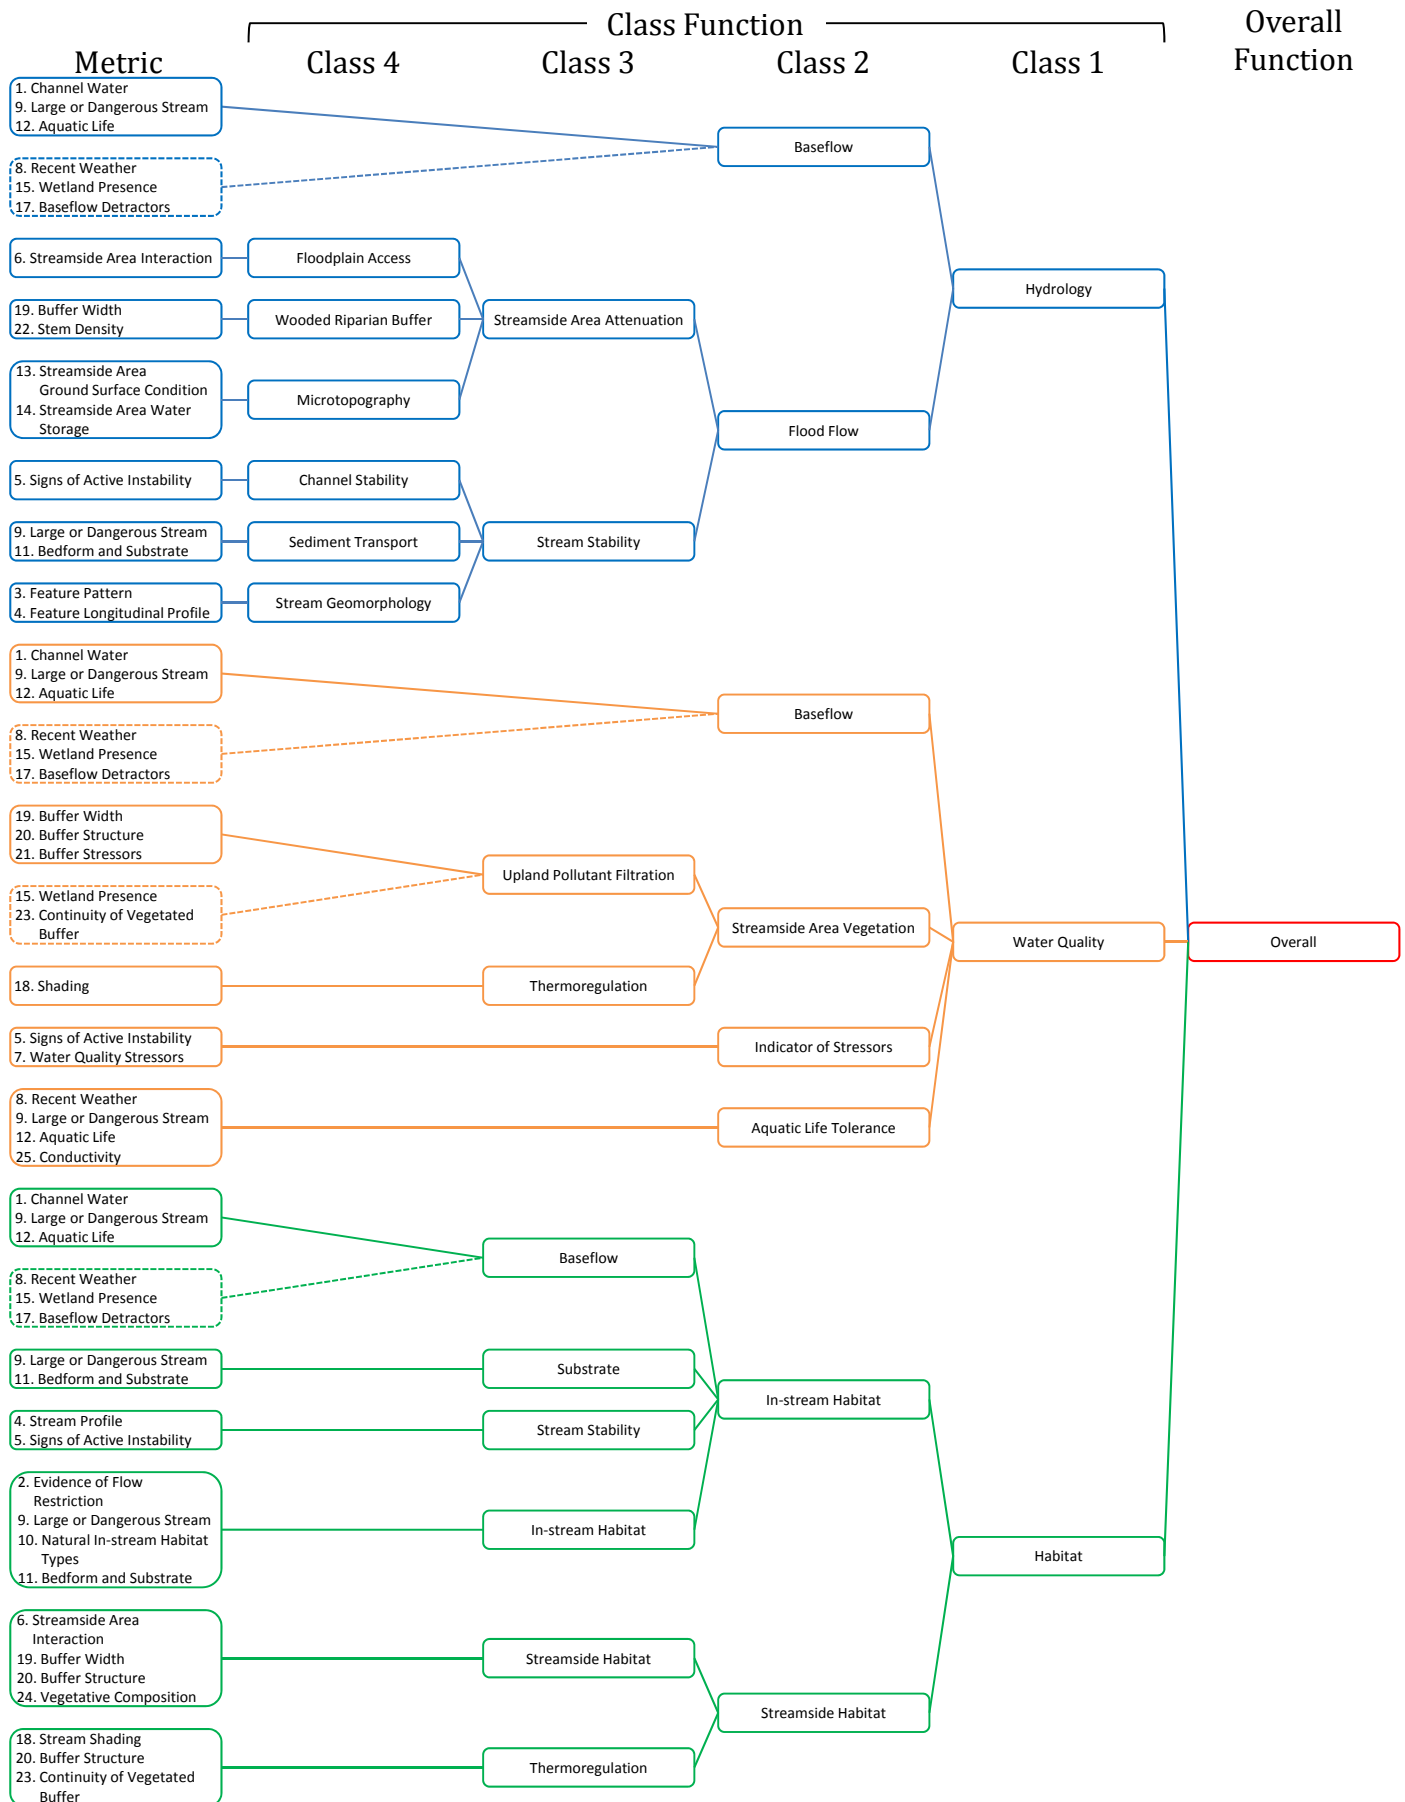 Class Function
Overall
Function
Metric
Class 4
Class 3
Class 2
Class 1
1. Channel Water
9. Large or Dangerous Stream
12. Aquatic Life
Baseflow
8. Recent Weather
15. Wetland Presence
17. Baseflow Detractors
6. Streamside Area Interaction
Floodplain Access
Hydrology
19. Buffer Width
22. Stem Density
Wooded Riparian Buffer
Streamside Area Attenuation
13. Streamside Area
Ground Surface Condition
14. Streamside Area Water
Storage
Microtopography
Flood Flow
5. Signs of Active Instability
Channel Stability
9. Large or Dangerous Stream
11. Bedform and Substrate
Sediment Transport
Stream Stability
3. Feature Pattern
4. Feature Longitudinal Profile
Stream Geomorphology
1. Channel Water
9. Large or Dangerous Stream
12. Aquatic Life
Baseflow
8. Recent Weather
15. Wetland Presence
17. Baseflow Detractors
19. Buffer Width
20. Buffer Structure
21. Buffer Stressors
Upland Pollutant Filtration
15. Wetland Presence
23. Continuity of Vegetated
Buffer
Streamside Area Vegetation
Water Quality
Overall
18. Shading
Thermoregulation
5. Signs of Active Instability
7. Water Quality Stressors
Indicator of Stressors
8. Recent Weather
9. Large or Dangerous Stream
12. Aquatic Life
25. Conductivity
Aquatic Life Tolerance
1. Channel Water
9. Large or Dangerous Stream
12. Aquatic Life
Baseflow
8. Recent Weather
15. Wetland Presence
17. Baseflow Detractors
9. Large or Dangerous Stream
11. Bedform and Substrate
Substrate
In-stream Habitat
4. Stream Profile
5. Signs of Active Instability
Stream Stability
2. Evidence of Flow
Restriction
9. Large or Dangerous Stream
10. Natural In-stream Habitat
Types
11. Bedform and Substrate
In-stream Habitat
Habitat
6. Streamside Area
Interaction
19. Buffer Width
20. Buffer Structure
24. Vegetative Composition
Streamside Habitat
Streamside Habitat
18. Stream Shading
20. Buffer Structure
23. Continuity of Vegetated
Buffer
Thermoregulation